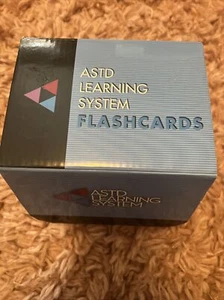 ASTD
LEARNING
SYSTEM
FLASHCARDS
ASTD
LEARNING
SYSTEM